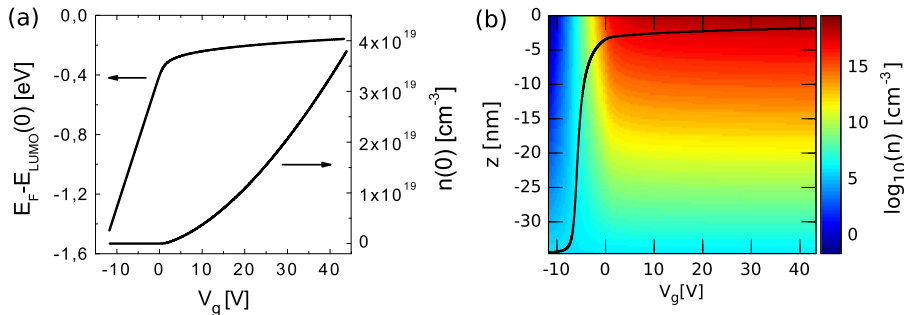 (a)
0,0
-0,4
-0,8
-1,2
-1,6
E_F-E_LUMO(0) [eV]
-10 0 10 20 30 40
V_g [V]
4x10^19
3x10^19
2x10^19
1x10^19
0
n(0) [cm^-3]
(b)
0
-5
-10
-15
-20
-25
-30
z [nm]
-10 0 10 20 30 40
V_g[V]
15
10
5
0
log_10(n) [cm^-3]